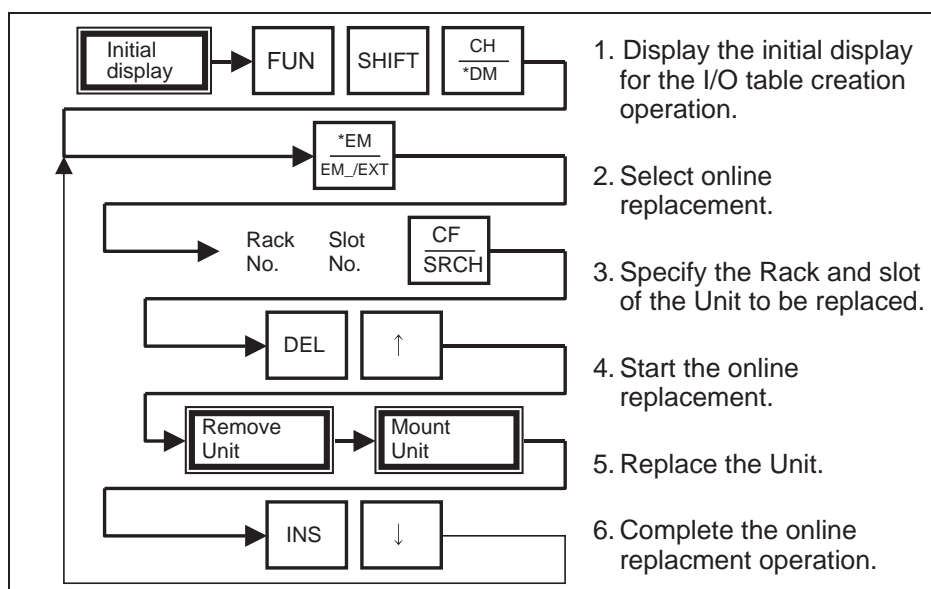 Initial
display
FUN
SHIFT
CH
*DM
1. Display the initial display
for the I/O table creation
operation.
*EM
EM_/EXT
2. Select online
replacement.
Rack
No.
Slot
No.
CF
SRCH
3. Specify the Rack and slot
of the Unit to be replaced.
DEL
↑
4. Start the online
replacement.
Remove
Unit
Mount
Unit
5. Replace the Unit.
INS
↓
6. Complete the online
replacment operation.